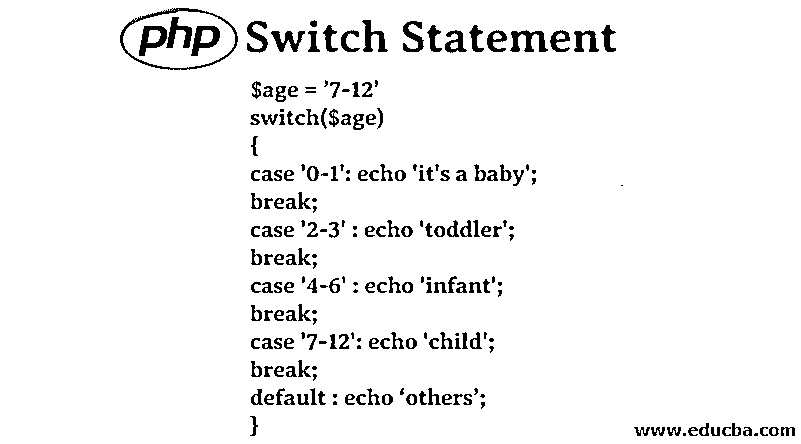 php Switch Statement
$age = '7-12'
switch($age)
{
case '0-1': echo 'it's a baby';
break;
case '2-3' : echo 'toddler';
break;
case '4-6' : echo 'infant';
break;
case '7-12': echo 'child';
break;
default : echo ‘others’;
}
www.educba.com